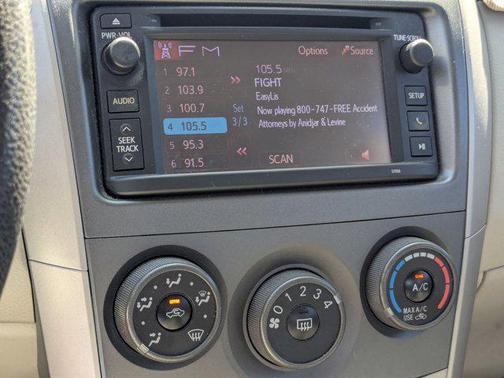 PWR·VOL
TUNE·SCROLL
FM
Options
Source
1 97.1
2 103.9
3 100.7
4 105.5
5 95.3
6 91.5
Set
3/3
105.5
FIGHT
EasyLis
Now playing 800-747-FREE Accident
Attorneys by Anidjar & Levine
SCAN
AUDIO
SEEK
TRACK
SETUP
0 1 2 3 4
A/C
MAX A/C
USE